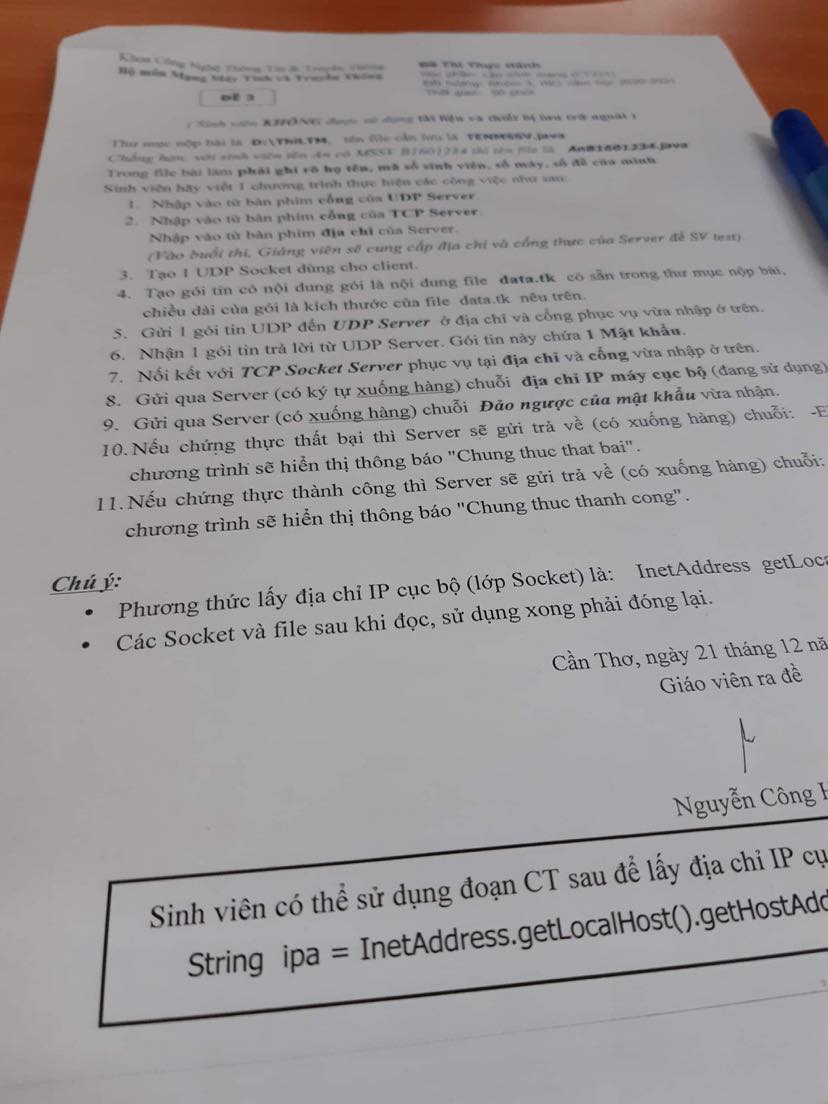 Khoa Công Nghệ Thông Tin & Truyền Thông
Bộ môn Mạng Máy Tính và Truyền Thông
Đề Thi Thực Hành
ĐỀ 3
( Sinh viên KHÔNG được sử dụng tài liệu và thiết bị lưu trữ ngoài )
Thư mục nộp bài là D:\ThiLTM, tên file cần lưu là TENMSSV.java
Chẳng hạn, với sinh viên tên An có MSSV B1601234 thì tên file là AnB1601234.java
Trong file bài làm phải ghi rõ họ tên, mã số sinh viên, số máy, số đề của mình
Sinh viên hãy viết 1 chương trình thực hiện các công việc như sau:
1. Nhập vào từ bàn phím cổng của UDP Server
2. Nhập vào từ bàn phím cổng của TCP Server.
Nhập vào từ bàn phím địa chỉ của Server.
(Vào buổi thi, Giảng viên sẽ cung cấp địa chỉ và cổng thực của Server để SV test)
3. Tạo 1 UDP Socket dùng cho client.
4. Tạo gói tin có nội dung gói là nội dung file data.tk có sẵn trong thư mục nộp bài,
chiều dài của gói là kích thước của file data.tk nêu trên.
5. Gửi 1 gói tin UDP đến UDP Server ở địa chỉ và cổng phục vụ vừa nhập ở trên.
6. Nhận 1 gói tin trả lời từ UDP Server. Gói tin này chứa 1 Mật khẩu.
7. Nối kết với TCP Socket Server phục vụ tại địa chỉ và cổng vừa nhập ở trên.
8. Gửi qua Server (có ký tự xuống hàng) chuỗi địa chỉ IP máy cục bộ (đang sử dụng)
9. Gửi qua Server (có xuống hàng) chuỗi Đảo ngược của mật khẩu vừa nhận.
10. Nếu chứng thực thất bại thì Server sẽ gửi trả về (có xuống hàng) chuỗi: -E
chương trình sẽ hiển thị thông báo "Chung thuc that bai".
11. Nếu chứng thực thành công thì Server sẽ gửi trả về (có xuống hàng) chuỗi:
chương trình sẽ hiển thị thông báo "Chung thuc thanh cong".
Chú ý:
• Phương thức lấy địa chỉ IP cục bộ (lớp Socket) là: InetAddress getLoca
• Các Socket và file sau khi đọc, sử dụng xong phải đóng lại.
Cần Thơ, ngày 21 tháng 12 nă
Giáo viên ra đề
Nguyễn Công H
Sinh viên có thể sử dụng đoạn CT sau để lấy địa chỉ IP cụ
String ipa = InetAddress.getLocalHost().getHostAdd